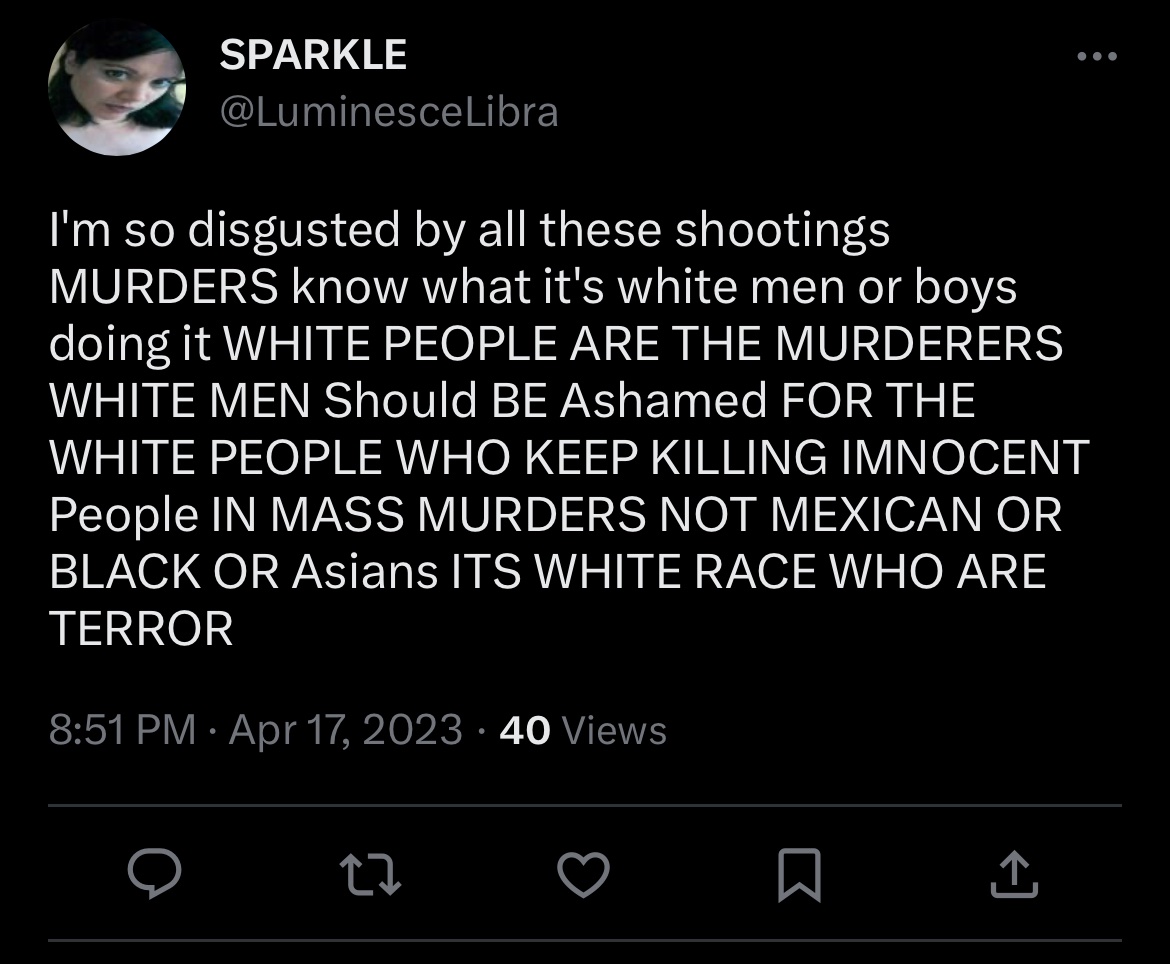 SPARKLE
@LuminesceLibra
I'm so disgusted by all these shootings
MURDERS know what it's white men or boys
doing it WHITE PEOPLE ARE THE MURDERERS
WHITE MEN Should BE Ashamed FOR THE
WHITE PEOPLE WHO KEEP KILLING IMNOCENT
People IN MASS MURDERS NOT MEXICAN OR
BLACK OR Asians ITS WHITE RACE WHO ARE
TERROR
8:51 PM · Apr 17, 2023 · 40 Views